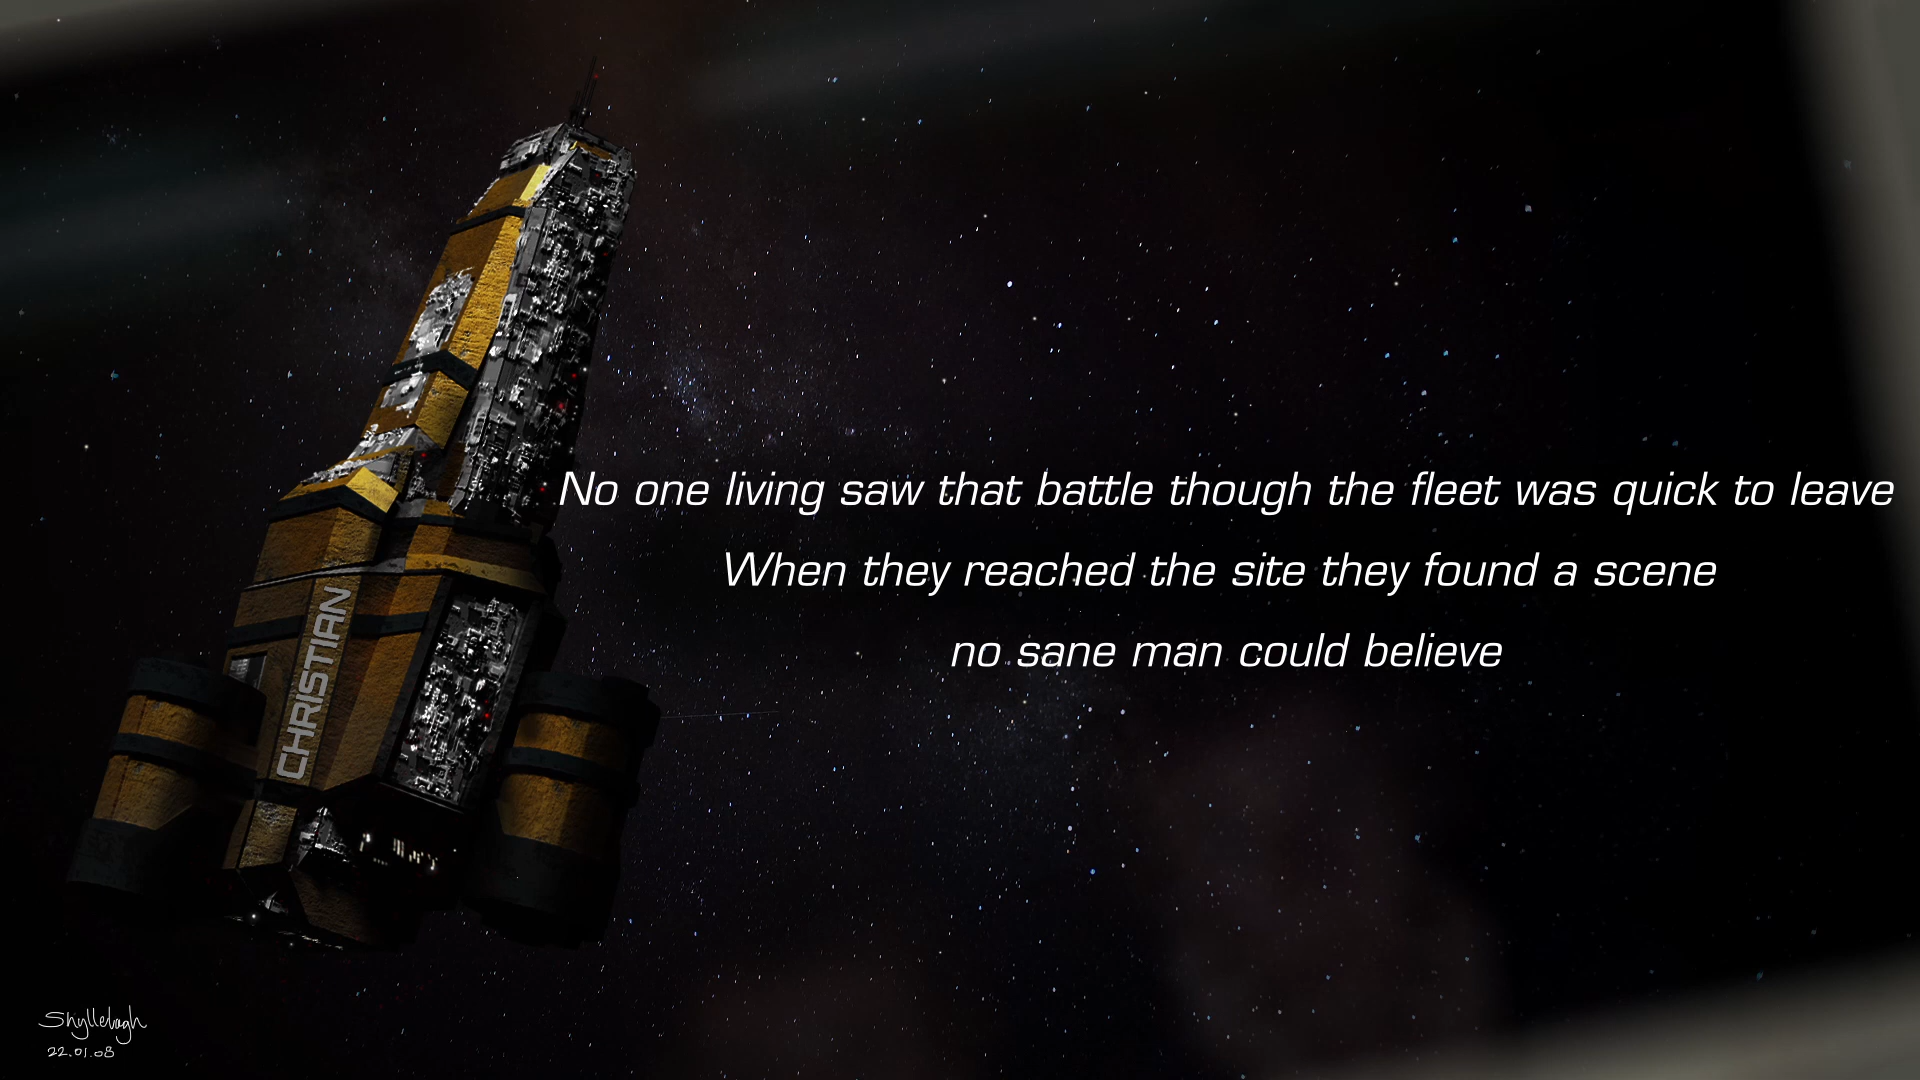 No one living saw that battle though the fleet was quick to leave
When they reached the site they found a scene
no sane man could believe
CHRISTIAN
22.01.08